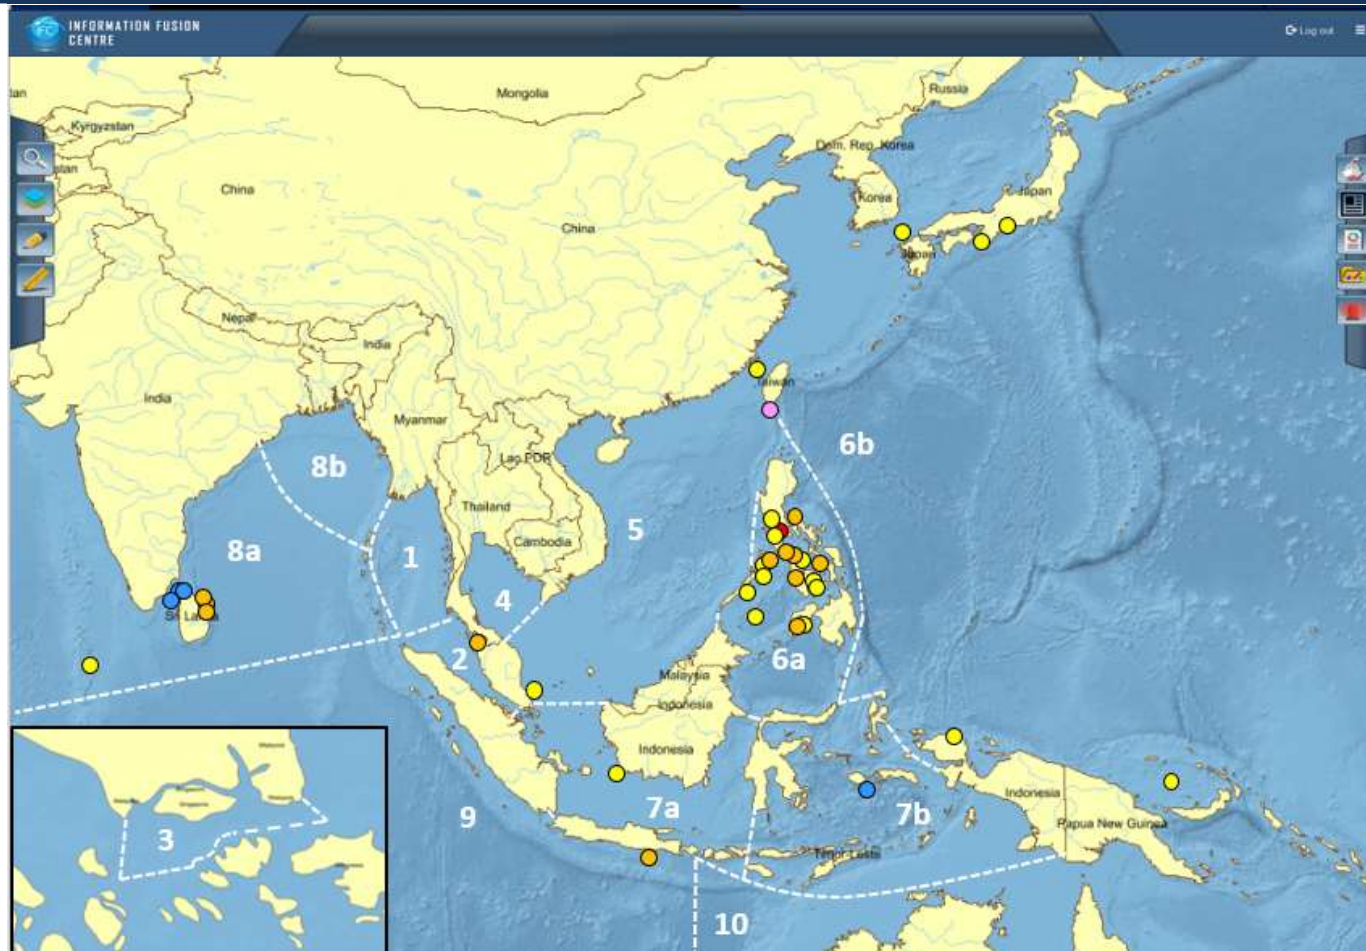 INFORMATION FUSION
CENTRE
Log out
Mongolia
Russia
Kyrgyzstan
Dem. Rep. Korea
China
Korea
Japan
China
Japan
Nepal
India
Taiwan
India
Myanmar
6b
8b
Lao PDR
Thailand
5
Cambodia
8a
1
4
Sri Lanka
2
6a
Malaysia
Indonesia
Indonesia
Indonesia
9
7a
7b
Papua New Guinea
3
Timor-Leste
10